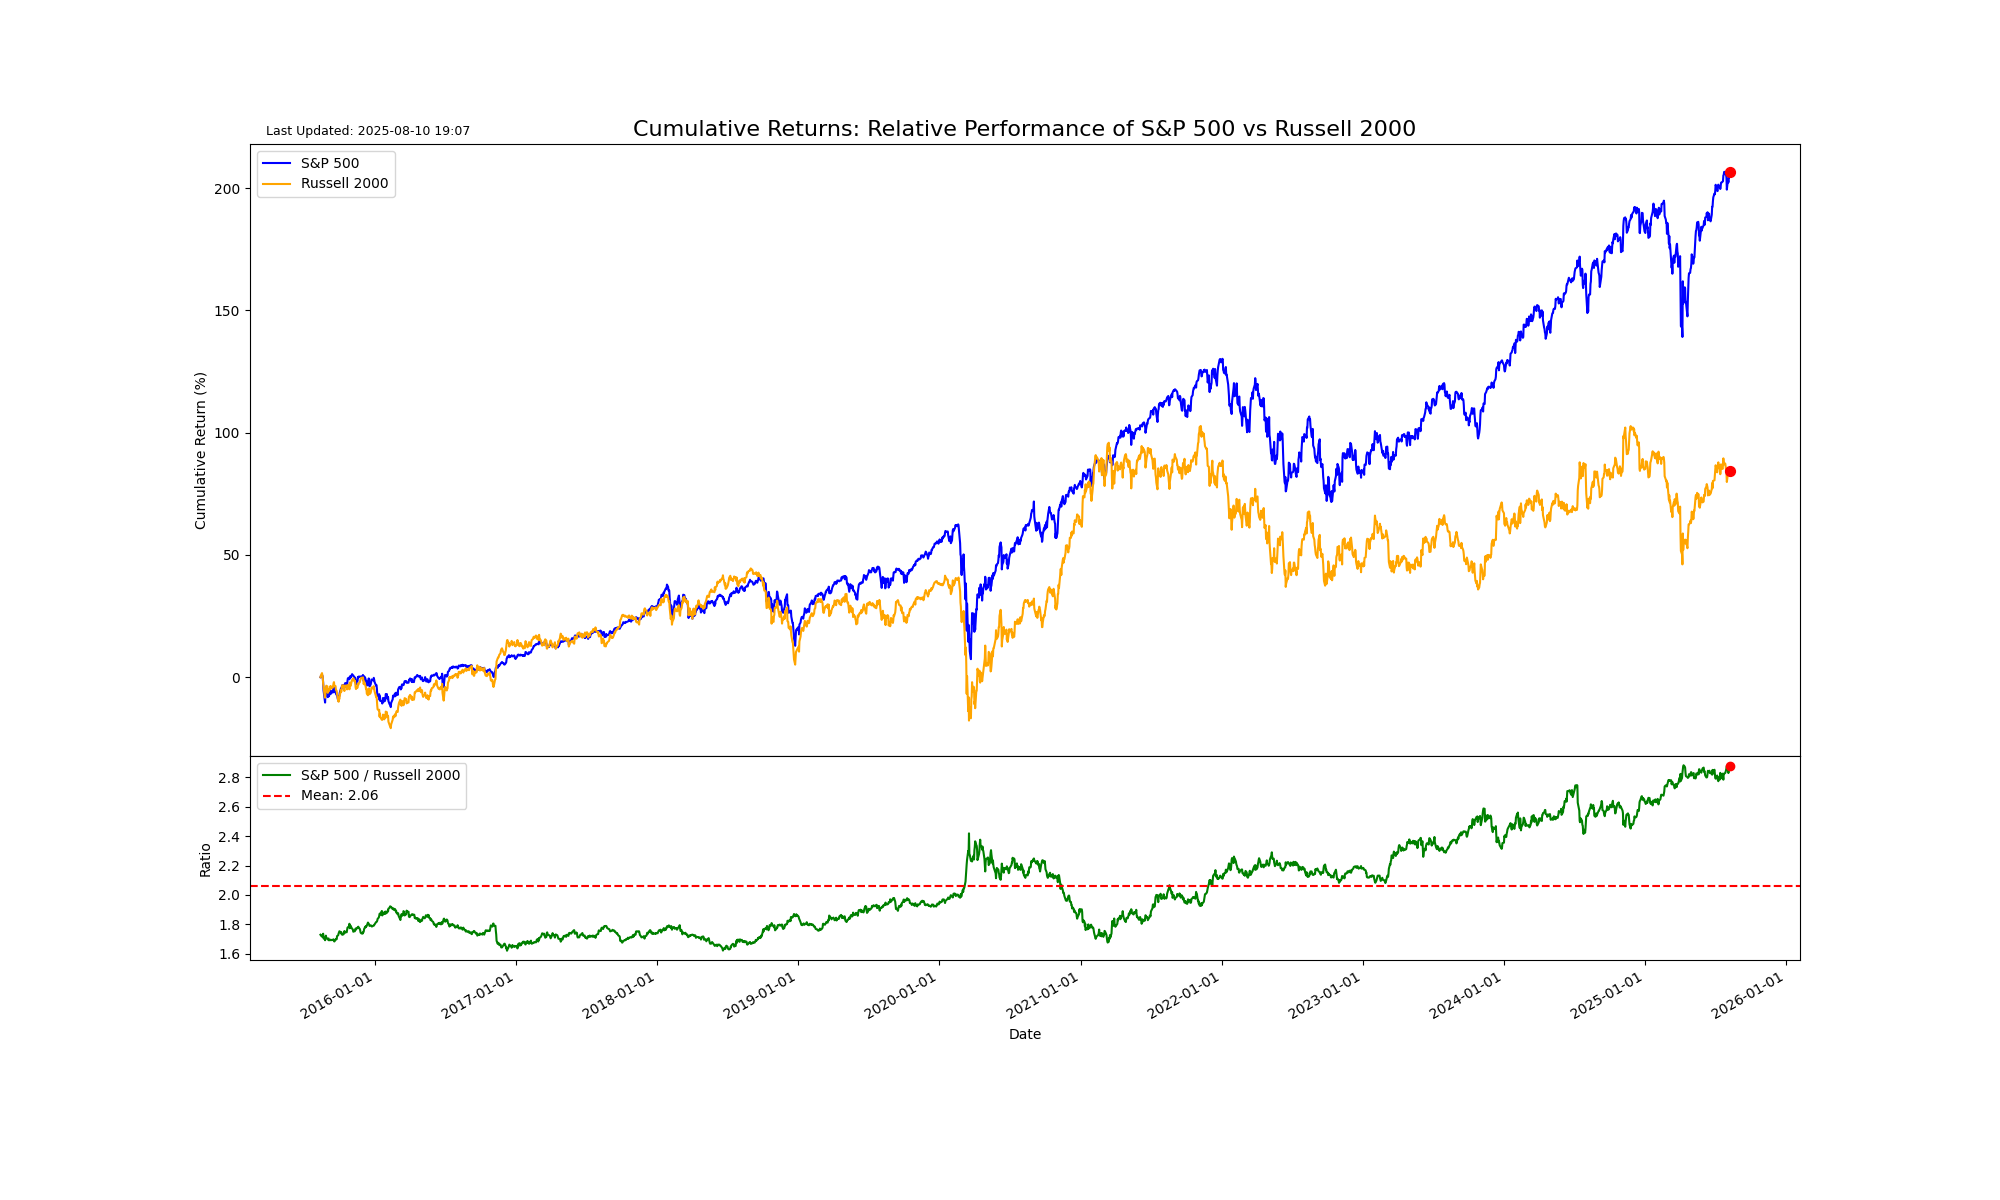 Last Updated: 2025-08-10 19:07
Cumulative Returns: Relative Performance of S&P 500 vs Russell 2000
S&P 500
Russell 2000
200
150
100
50
0
Cumulative Return (%)
S&P 500 / Russell 2000
Mean: 2.06
2.8
2.6
2.4
2.2
2.0
1.8
1.6
Ratio
2016-01-01
2017-01-01
2018-01-01
2019-01-01
2020-01-01
2021-01-01
2022-01-01
2023-01-01
2024-01-01
2025-01-01
2026-01-01
Date